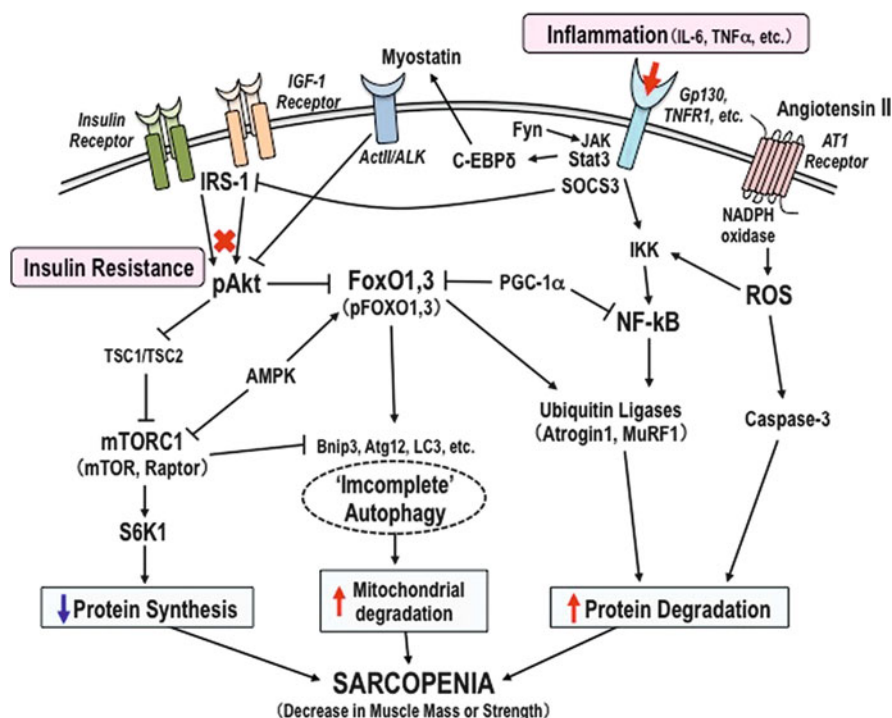 Inflammation (IL-6, TNFα, etc.)
Myostatin
IGF-1
Receptor
Insulin
Receptor
Gp130,
TNFR1, etc.
Angiotensin II
AT1
Receptor
Fyn
JAK
Stat3
C-EBPδ
ActII/ALK
IRS-1
SOCS3
NADPH
oxidase
Insulin Resistance
pAkt
FoxO1,3
(pFOXO1,3)
PGC-1α
IKK
NF-kB
ROS
TSC1/TSC2
AMPK
mTORC1
(mTOR, Raptor)
Bnip3, Atg12, LC3, etc.
Ubiquitin Ligases
(Atrogin1, MuRF1)
Caspase-3
'Imcomplete'
Autophagy
S6K1
Protein Synthesis
Mitochondrial
degradation
Protein Degradation
SARCOPENIA
(Decrease in Muscle Mass or Strength)